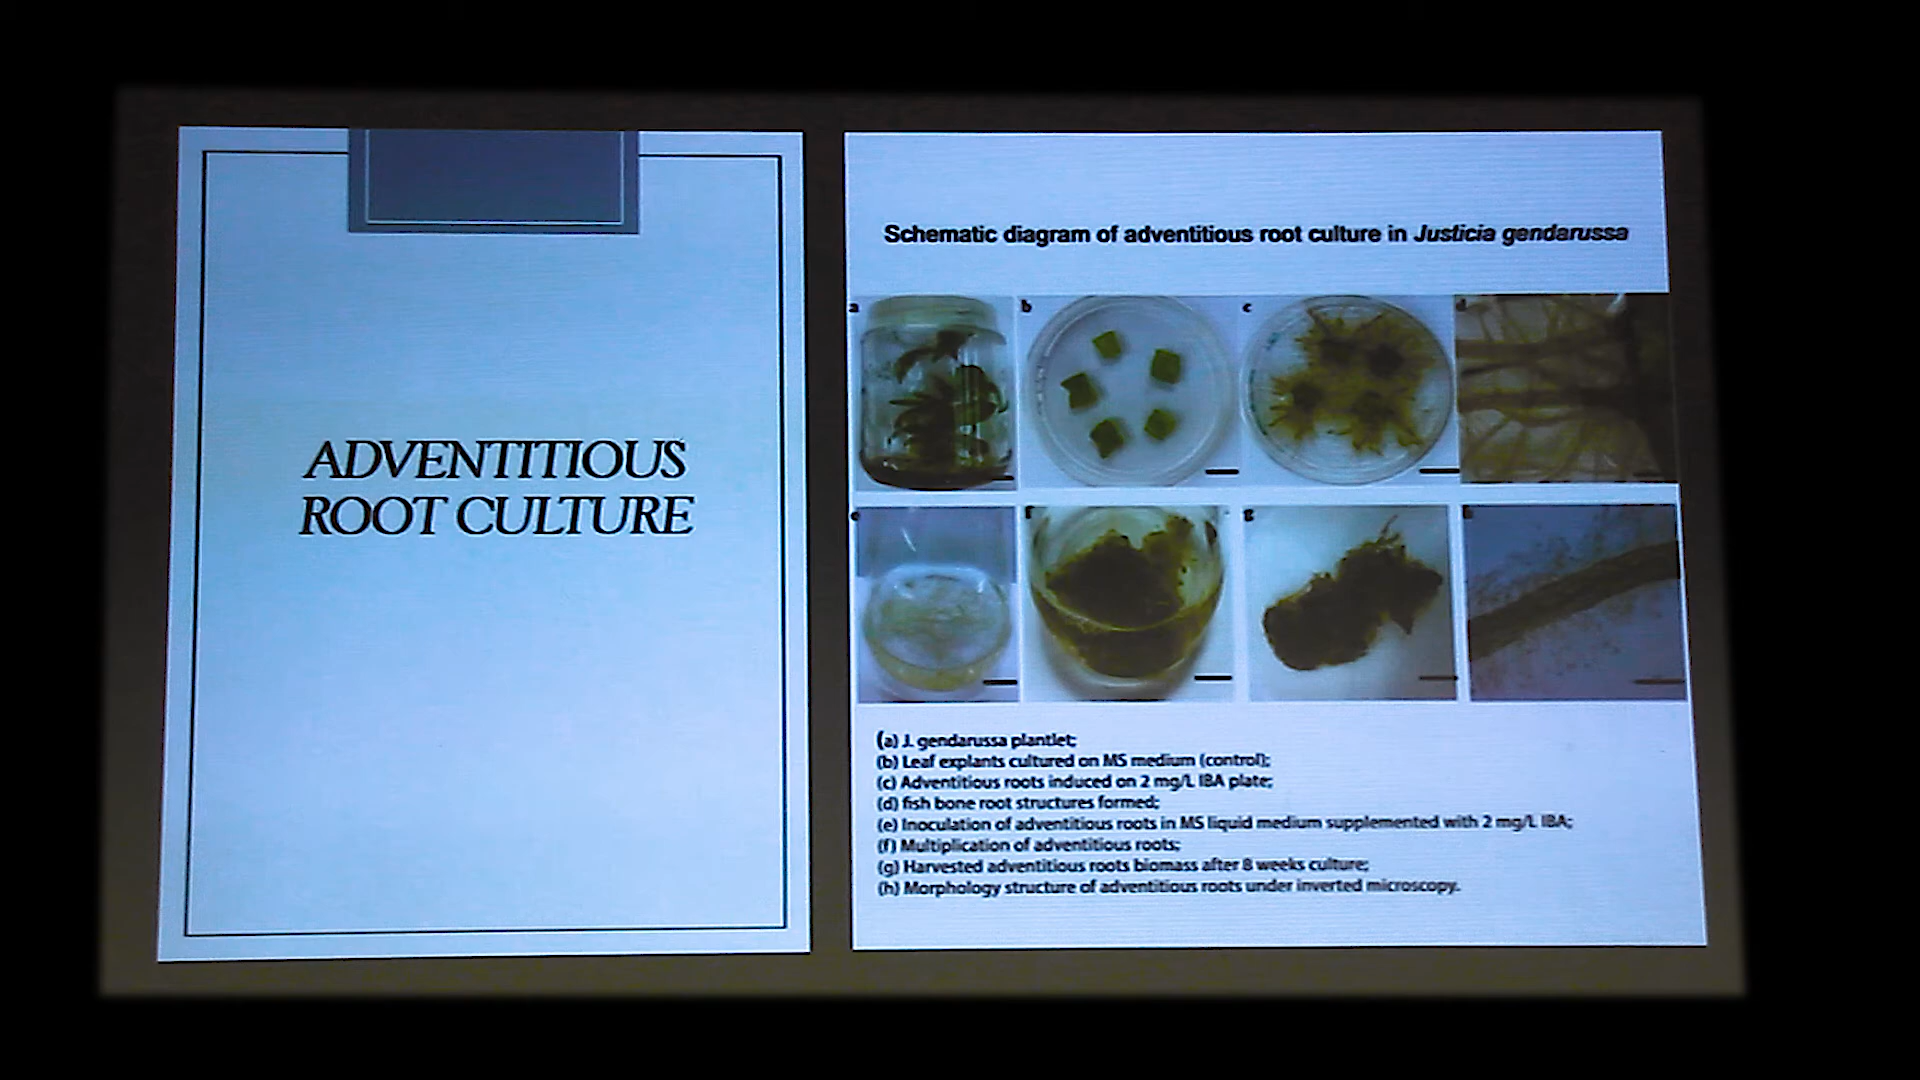 ADVENTITIOUS
ROOT CULTURE
Schematic diagram of adventitious root culture in Justicia gendarussa
a
b
c
d
e
f
g
h
(a) J. gendarussa plantlet;
(b) Leaf explants cultured on MS medium (control);
(c) Adventitious roots induced on 2 mg/L IBA plate;
(d) fish bone root structures formed;
(e) Inoculation of adventitious roots in MS liquid medium supplemented with 2 mg/L IBA;
(f) Multiplication of adventitious roots;
(g) Harvested adventitious roots biomass after 8 weeks culture;
(h) Morphology structure of adventitious roots under inverted microscopy.